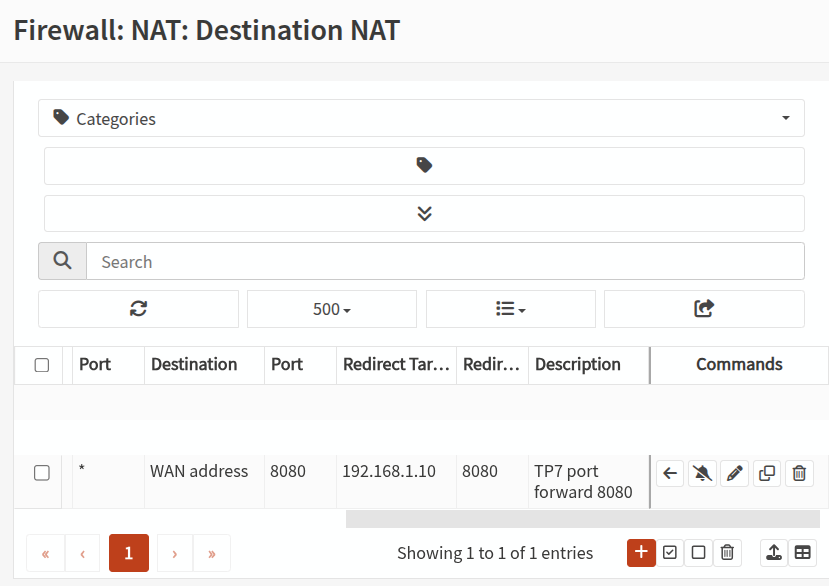 Firewall: NAT: Destination NAT
Categories
Search
500
Port Destination Port Redirect Tar... Redir... Description Commands
* WAN address 8080 192.168.1.10 8080 TP7 port
forward 8080
« ‹ 1 › » Showing 1 to 1 of 1 entries